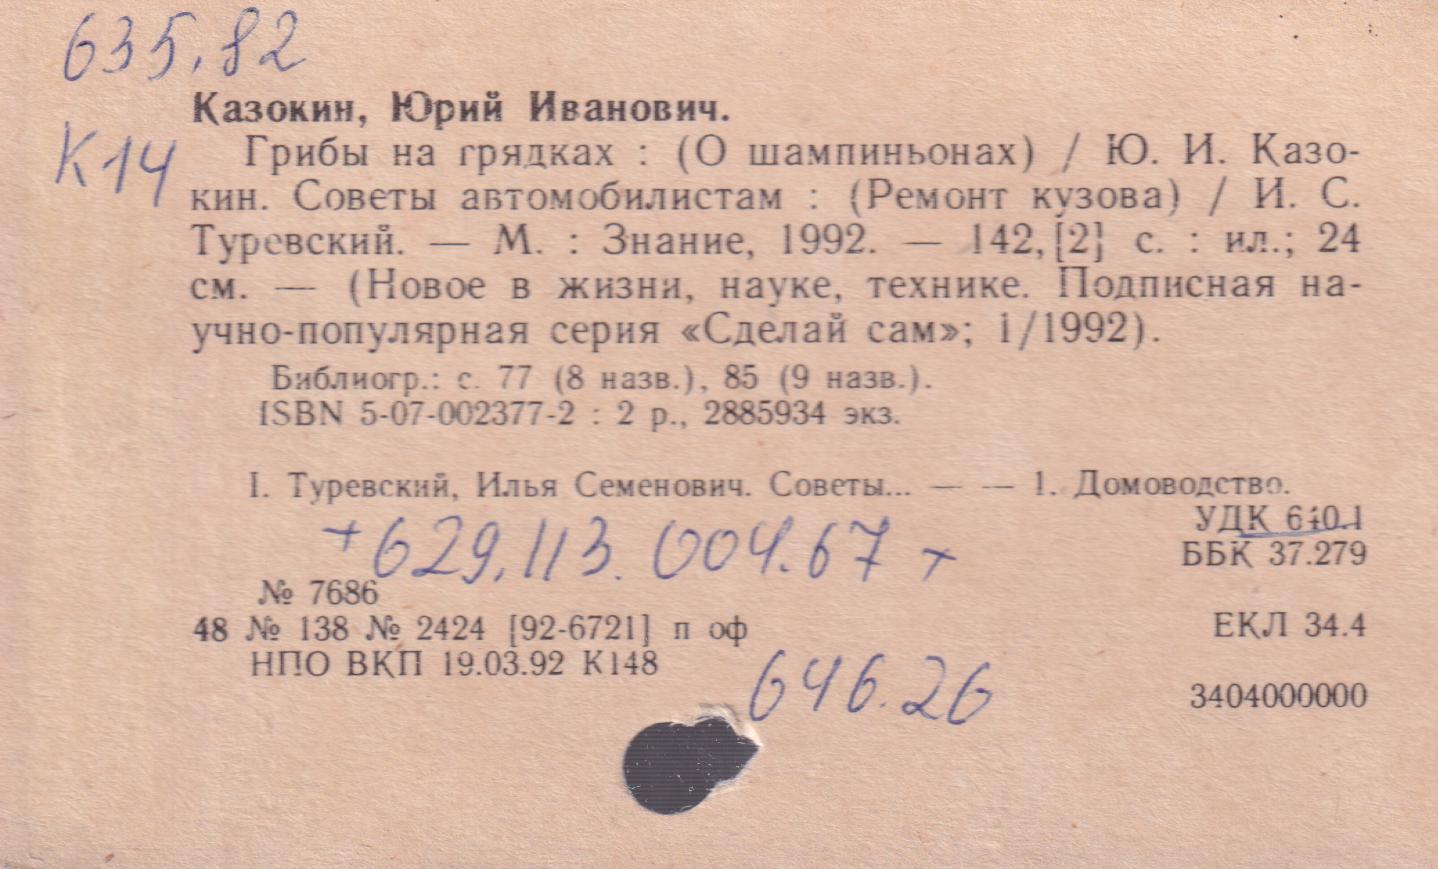 635.82
Казокин, Юрий Иванович.
К14
Грибы на грядках : (О шампиньонах) / Ю. И. Казо-
кин. Советы автомобилистам : (Ремонт кузова) / И. С.
Туревский. — М. : Знание, 1992. — 142,[2] с. : ил.; 24
см. — (Новое в жизни, науке, технике. Подписная на-
учно-популярная серия «Сделай сам»; 1/1992).
Библиогр.: с. 77 (8 назв.), 85 (9 назв.).
ISBN 5-07-002377-2 : 2 р., 2885934 экз.
I. Туревский, Илья Семенович. Советы... — — 1. Домоводство.
УДК 640.1
+ 629.113.004.67 +
ББК 37.279
№ 7686
48 № 138 № 2424 [92-6721] п оф
ЕКЛ 34.4
НПО ВКП 19.03.92 К148
646.26
3404000000